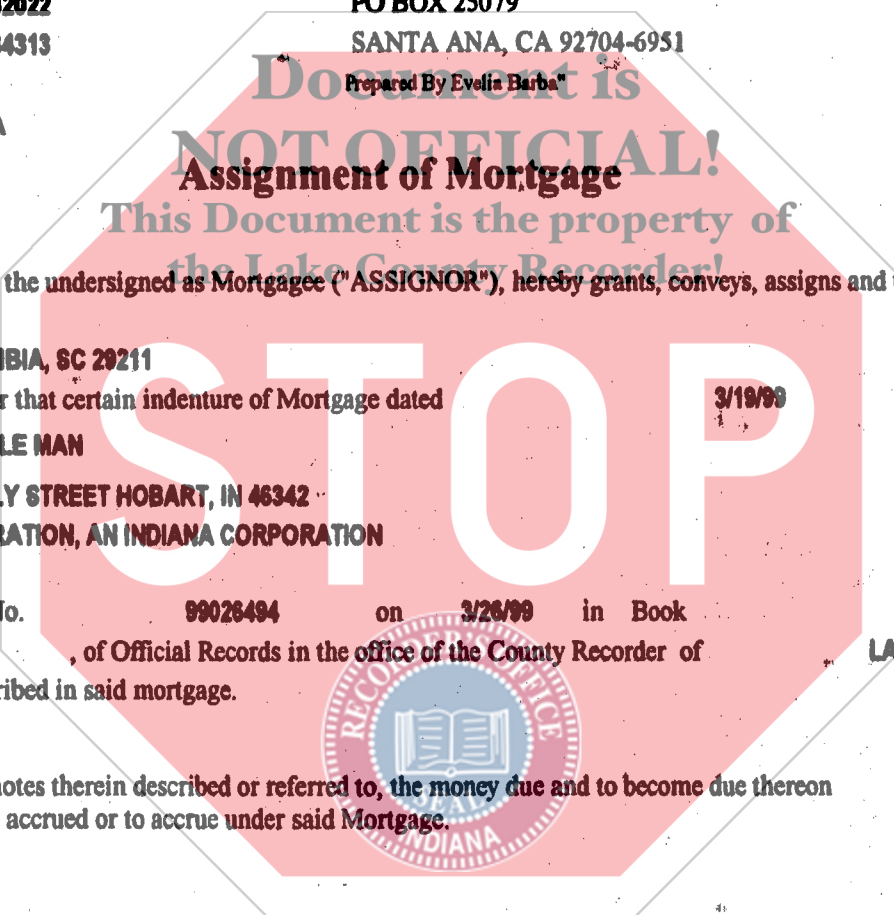 PO BOX 25079
4313 SANTA ANA, CA 92704-6951
Prepared By Evelia Barba"
Document is
NOT OFFICIAL!
Assignment of Mortgage
This Document is the property of
the Lake County Recorder!
the undersigned as Mortgagee ("ASSIGNOR"), hereby grants, conveys, assigns and
STOP
BIA, SC 29211
r that certain indenture of Mortgage dated 3/19/99
LE MAN
Y STREET HOBART, IN 46342
RATION, AN INDIANA CORPORATION
No. 99026494 on 3/26/99 in Book
, of Official Records in the office of the County Recorder of LA
ribed in said mortgage.
RECORDER'S OFFICE
SEAL
INDIANA
notes therein described or referred to, the money due and to become due thereon
accrued or to accrue under said Mortgage.